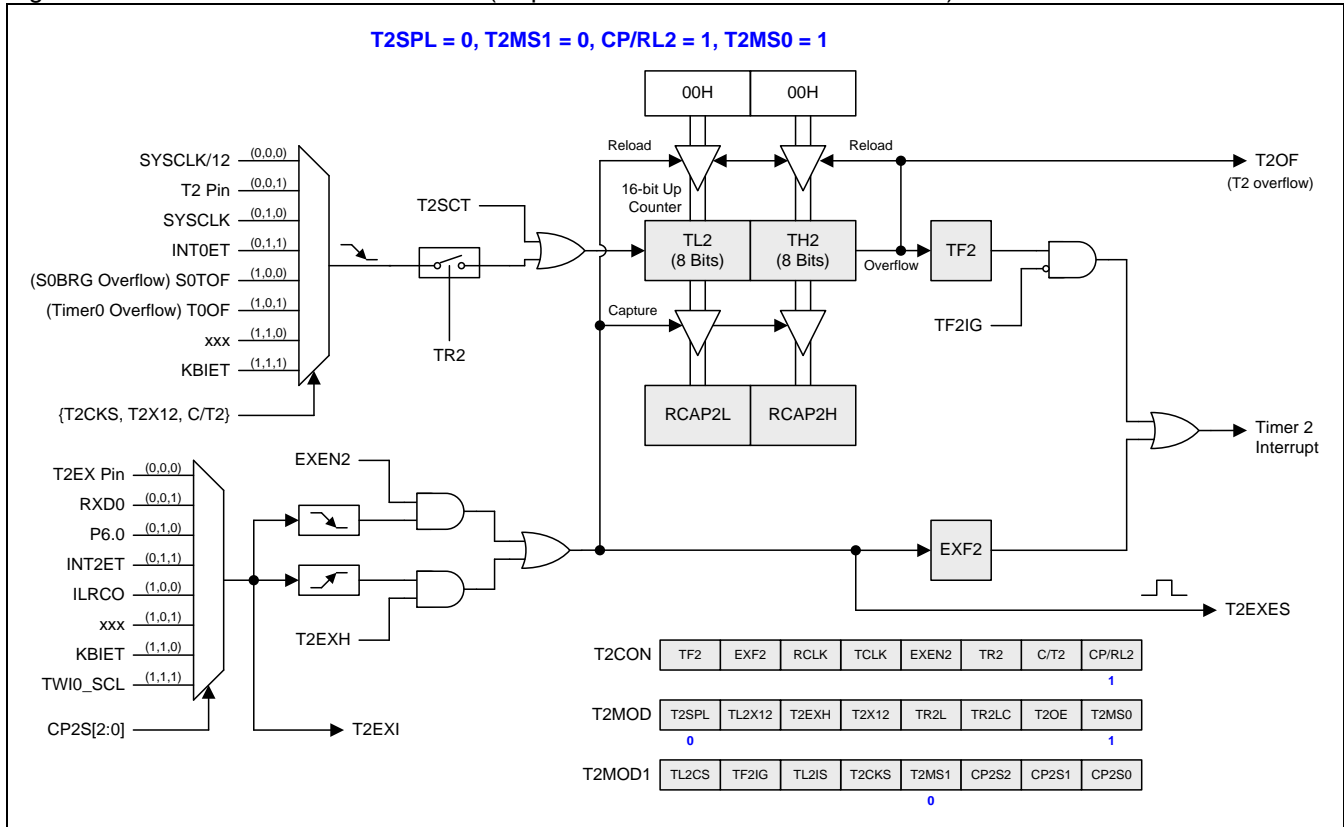 T2SPL = 0, T2MS1 = 0, CP/RL2 = 1, T2MS0 = 1
00H 00H
Reload Reload
SYSCLK/12 (0,0,0)
T2 Pin (0,0,1)
SYSCLK (0,1,0)
INT0ET (0,1,1)
(S0BRG Overflow) S0TOF (1,0,0)
(Timer0 Overflow) T0OF (1,0,1)
xxx (1,1,0)
KBIET (1,1,1)
{T2CKS, T2X12, C/T2}
TR2
T2SCT
16-bit Up
Counter
TL2
(8 Bits)
TH2
(8 Bits)
Overflow
TF2
T2OF
(T2 overflow)
TF2IG
Capture
RCAP2L RCAP2H
Timer 2
Interrupt
T2EX Pin (0,0,0)
RXD0 (0,0,1)
P6.0 (0,1,0)
INT2ET (0,1,1)
ILRCO (1,0,0)
xxx (1,0,1)
KBIET (1,1,0)
TWI0_SCL (1,1,1)
CP2S[2:0]
EXEN2
T2EXH
T2EXI
EXF2
T2EXES
T2CON TF2 EXF2 RCLK TCLK EXEN2 TR2 C/T2 CP/RL2
1
T2MOD T2SPL TL2X12 T2EXH T2X12 TR2L TR2LC T2OE T2MS0
0 1
T2MOD1 TL2CS TF2IG TL2IS T2CKS T2MS1 CP2S2 CP2S1 CP2S0
0